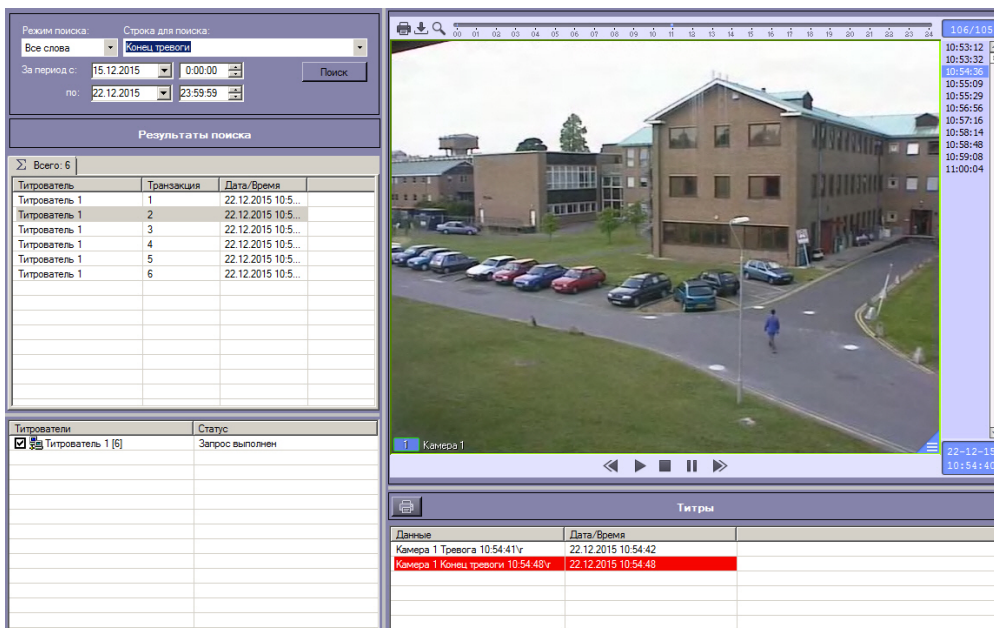 Режим поиска: Строка для поиска:
Все слова Конец тревоги
За период с: 15.12.2015 0:00:00 Поиск
по: 22.12.2015 23:59:59
Результаты поиска
Σ Всего: 6
Титрователь Транзакция Дата/Время
Титрователь 1 1 22.12.2015 10:5...
Титрователь 1 2 22.12.2015 10:5...
Титрователь 1 3 22.12.2015 10:5...
Титрователь 1 4 22.12.2015 10:5...
Титрователь 1 5 22.12.2015 10:5...
Титрователь 1 6 22.12.2015 10:5...
Титрователи Статус
Титрователь 1 [6] Запрос выполнен
00 01 02 03 04 05 06 07 08 09 10 11 12 13 14 15 16 17 18 19 20 21 22 23 24
106/105
10:53:12
10:53:32
10:54:36
10:55:09
10:55:29
10:56:56
10:57:16
10:58:14
10:58:48
10:59:08
11:00:04
1 Камера 1
22-12-15
10:54:40
Титры
Данные Дата/Время
Камера 1 Тревога 10:54:41\r 22.12.2015 10:54:42
Камера 1 Конец тревоги 10:54:48\r 22.12.2015 10:54:48